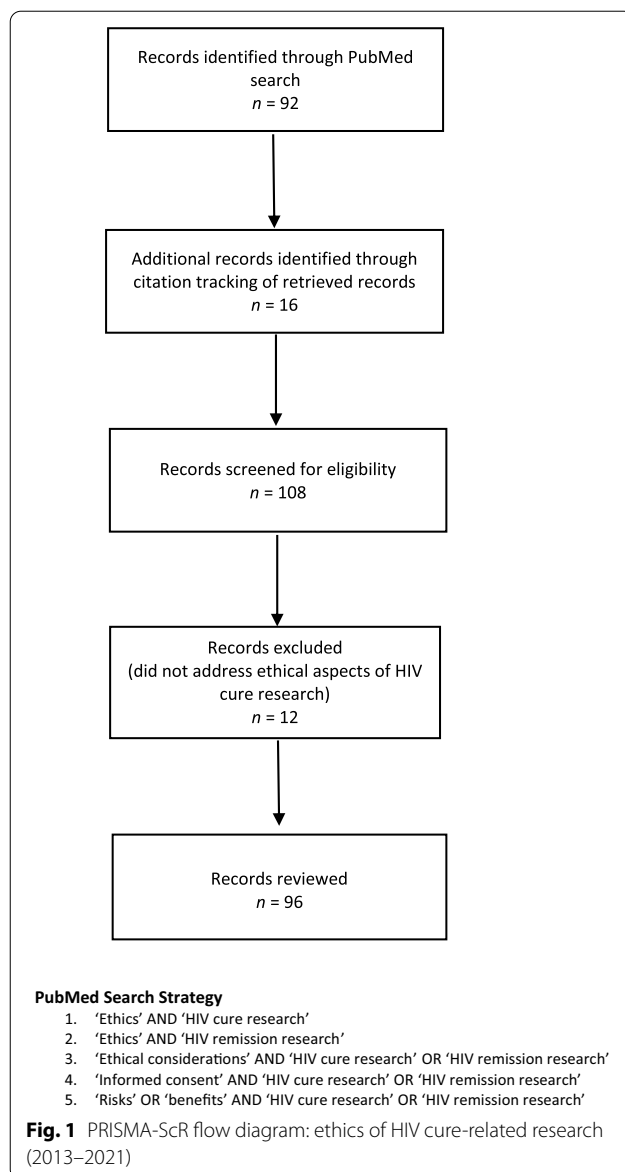 Records identified through PubMed
search
n = 92
Additional records identified through
citation tracking of retrieved records
n = 16
Records screened for eligibility
n = 108
Records excluded
(did not address ethical aspects of HIV
cure research)
n = 12
Records reviewed
n = 96
PubMed Search Strategy
1. ‘Ethics’ AND ‘HIV cure research’
2. ‘Ethics’ AND ‘HIV remission research’
3. ‘Ethical considerations’ AND ‘HIV cure research’ OR ‘HIV remission research’
4. ‘Informed consent’ AND ‘HIV cure research’ OR ‘HIV remission research’
5. ‘Risks’ OR ‘benefits’ AND ‘HIV cure research’ OR ‘HIV remission research’
Fig. 1 PRISMA-ScR flow diagram: ethics of HIV cure-related research
(2013–2021)